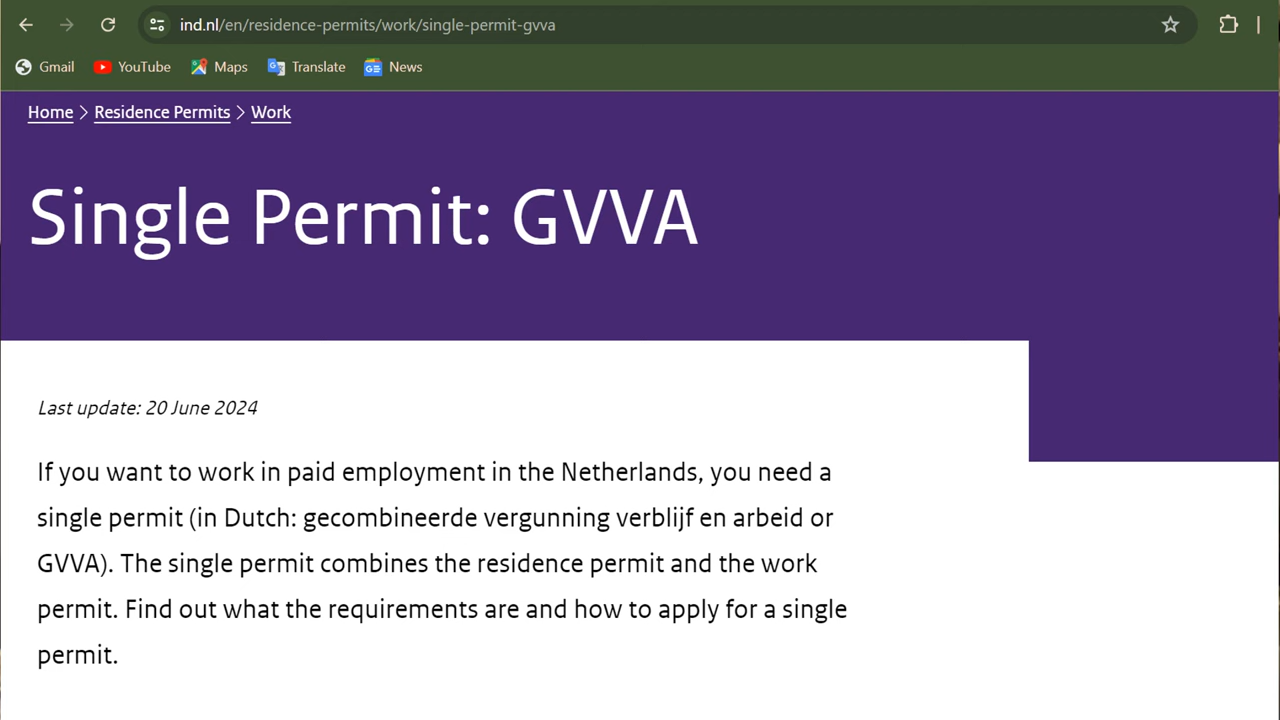 ind.nl/en/residence-permits/work/single-permit-gvva
Gmail YouTube Maps Translate News
Home > Residence Permits > Work
Single Permit: GVVA
Last update: 20 June 2024
If you want to work in paid employment in the Netherlands, you need a
single permit (in Dutch: gecombineerde vergunning verblijf en arbeid or
GVVA). The single permit combines the residence permit and the work
permit. Find out what the requirements are and how to apply for a single
permit.